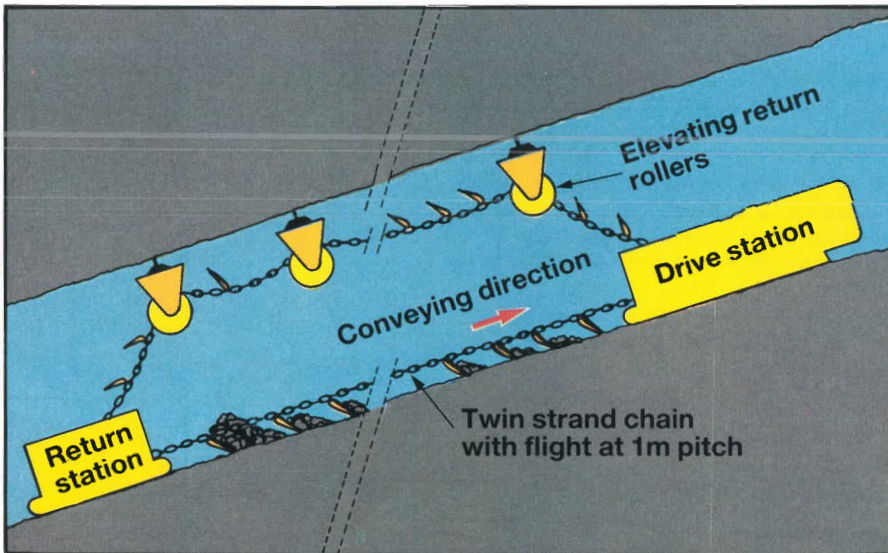 Elevating return
rollers
Drive station
Conveying direction
Twin strand chain
with flight at 1m pitch
Return
station